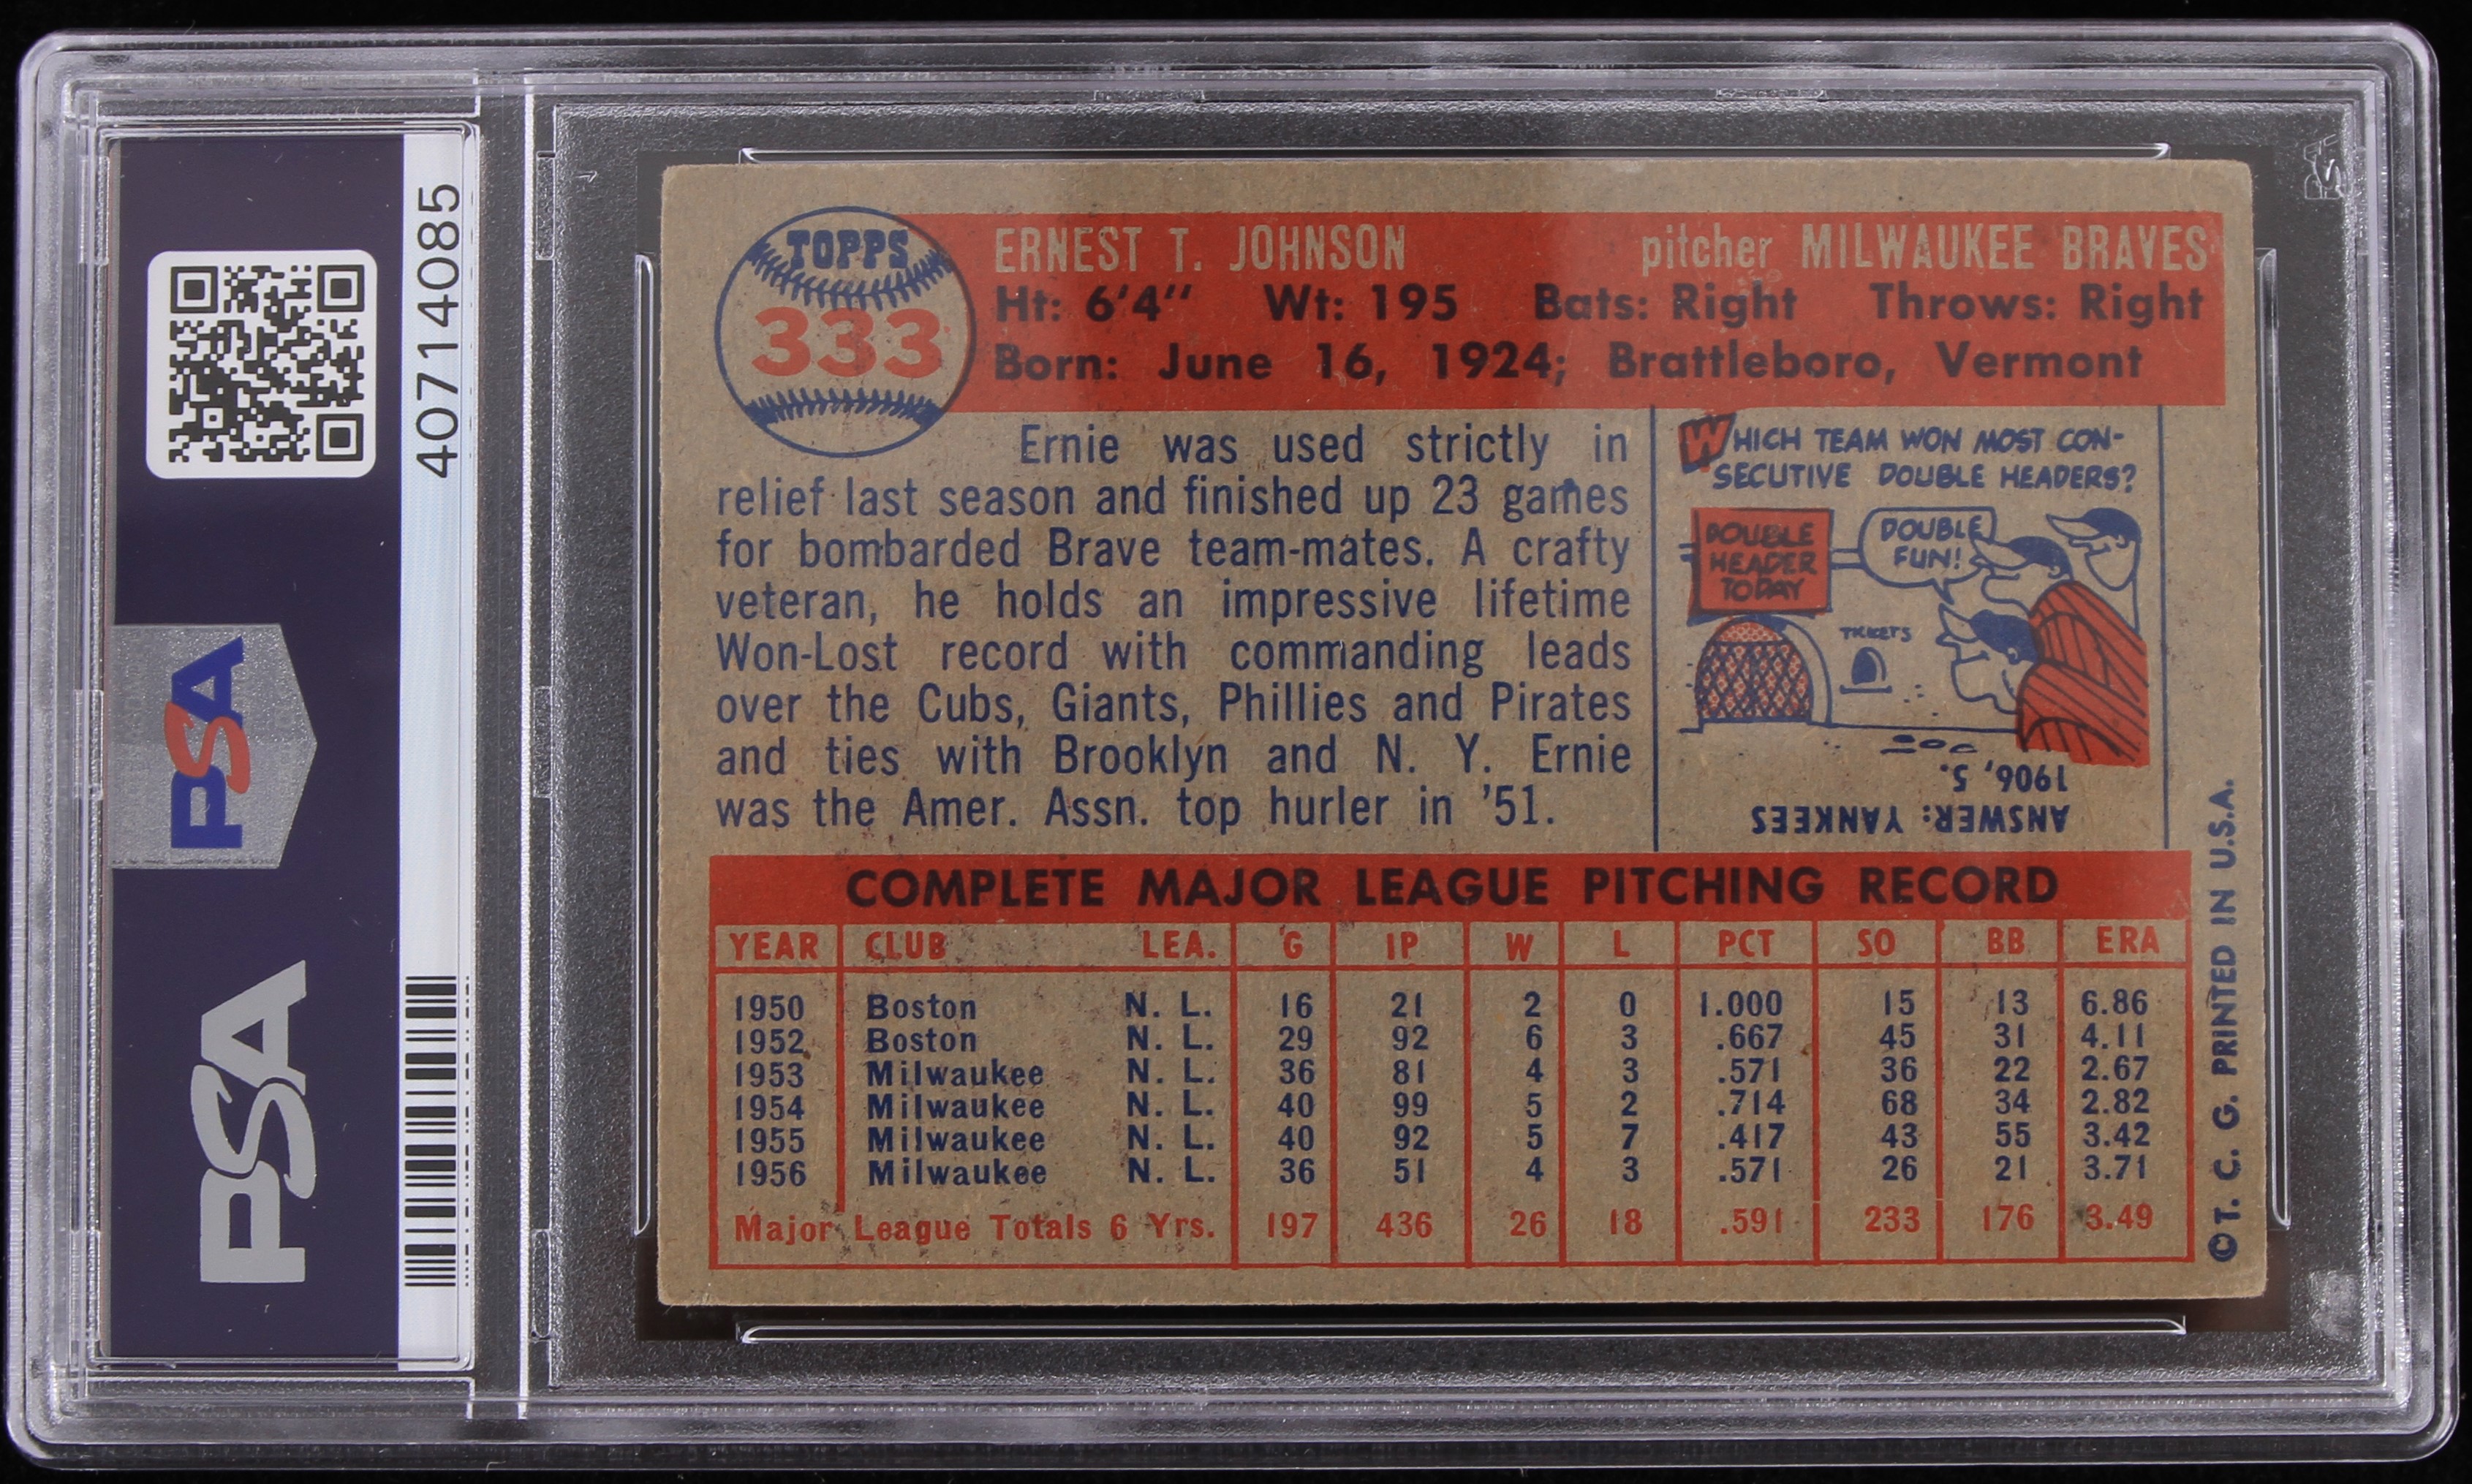 40714085
PSA
PSA
TOPPS
333
ERNEST T. JOHNSON pitcher MILWAUKEE BRAVES
Ht: 6'4" Wt: 195 Bats: Right Throws: Right
Born: June 16, 1924; Brattleboro, Vermont
Ernie was used strictly in
relief last season and finished up 23 games
for bombarded Brave team-mates. A crafty
veteran, he holds an impressive lifetime
Won-Lost record with commanding leads
over the Cubs, Giants, Phillies and Pirates
and ties with Brooklyn and N. Y. Ernie
was the Amer. Assn. top hurler in '51.
WHICH TEAM WON MOST CON-
SECUTIVE DOUBLE HEADERS?
DOUBLE
HEADER
TODAY
DOUBLE
FUN!
TICKETS
ANSWER: YANKEES
1906, 5.
COMPLETE MAJOR LEAGUE PITCHING RECORD
YEAR CLUB LEA. G IP W L PCT SO BB ERA
1950 Boston N. L. 16 21 2 0 1.000 15 13 6.86
1952 Boston N. L. 29 92 6 3 .667 45 31 4.11
1953 Milwaukee N. L. 36 81 4 3 .571 36 22 2.67
1954 Milwaukee N. L. 40 99 5 2 .714 68 34 2.82
1955 Milwaukee N. L. 40 92 5 7 .417 43 55 3.42
1956 Milwaukee N. L. 36 51 4 3 .571 26 21 3.71
Major League Totals 6 Yrs. 197 436 26 18 .591 233 176 3.49
© T. C. G. PRINTED IN U.S.A.
PSA